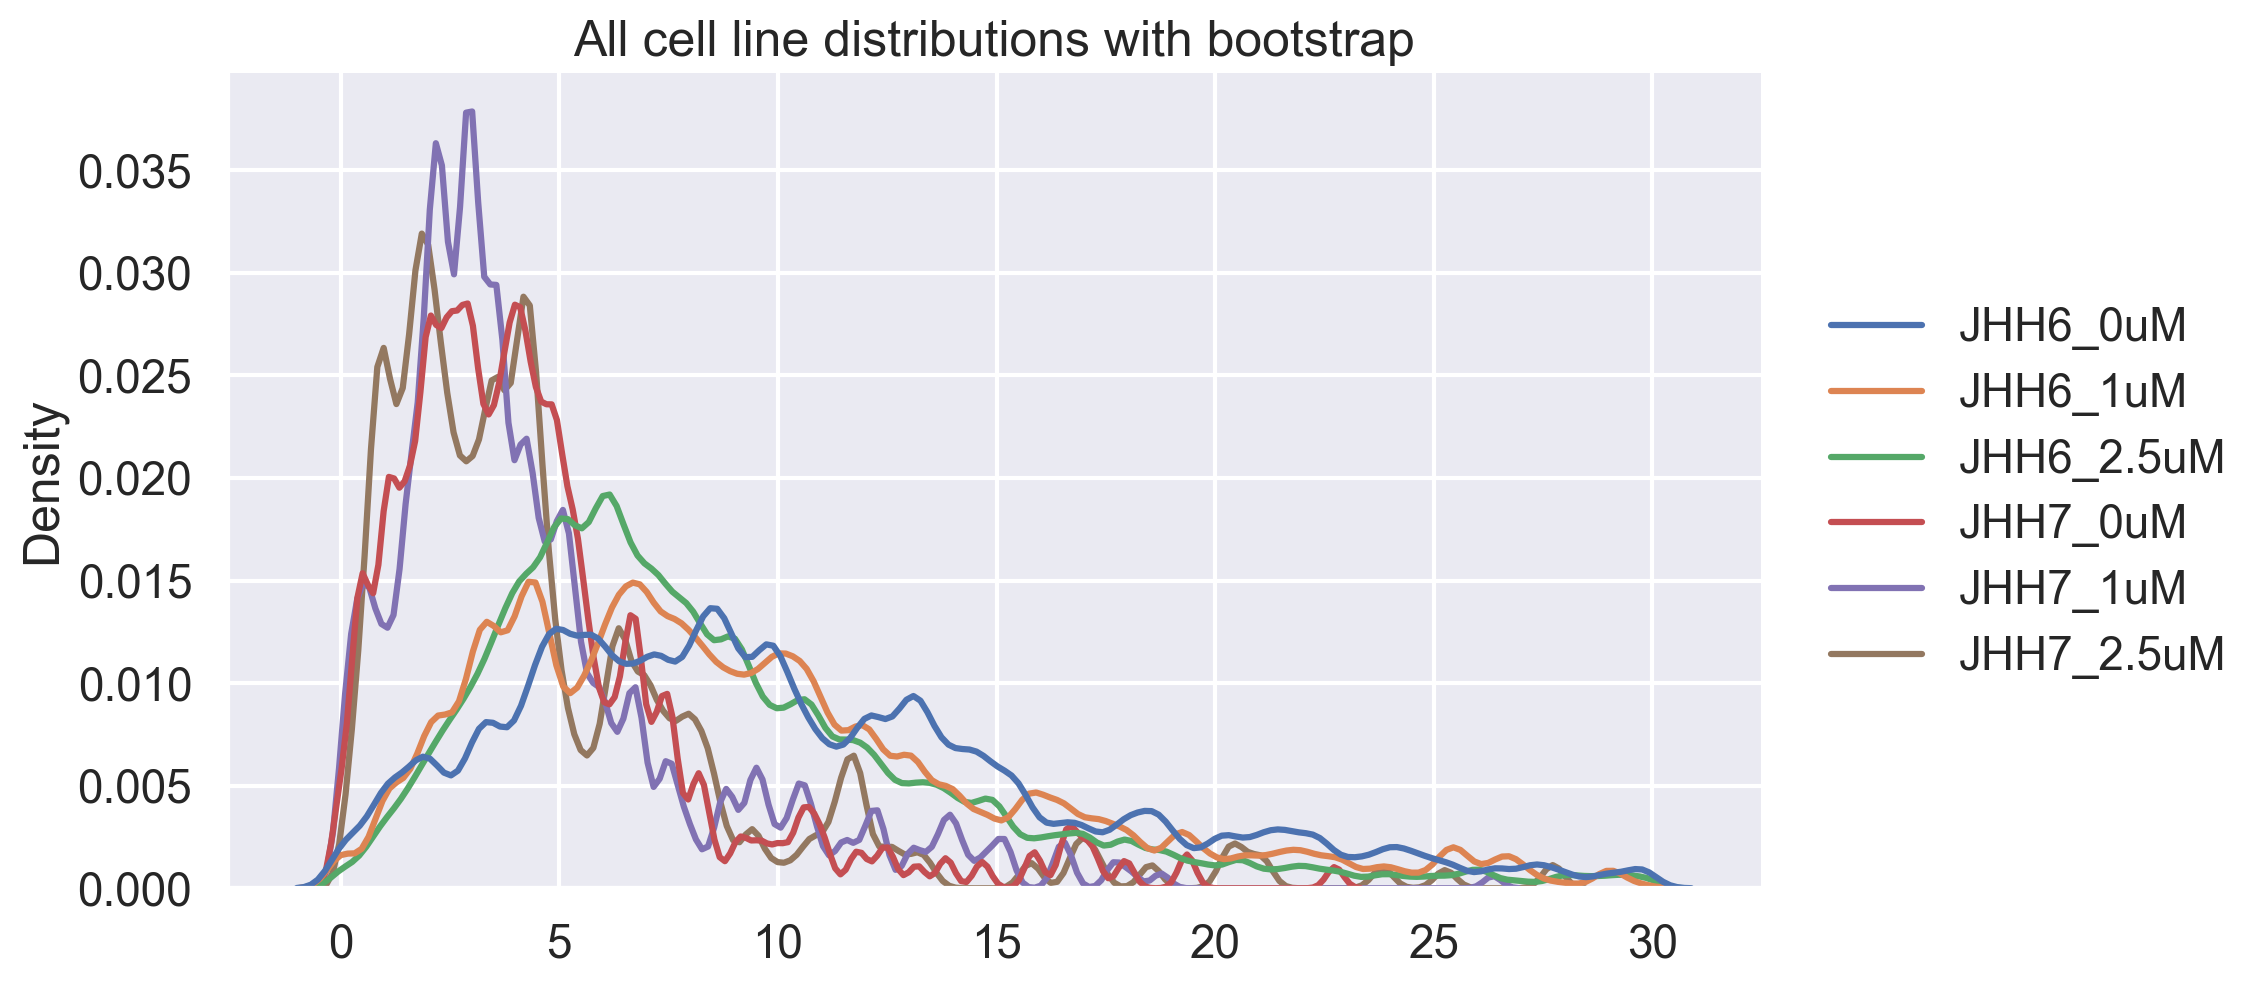 All cell line distributions with bootstrap
Density
0.035
0.030
0.025
0.020
0.015
0.010
0.005
0.000
0 5 10 15 20 25 30
JHH6_0uM
JHH6_1uM
JHH6_2.5uM
JHH7_0uM
JHH7_1uM
JHH7_2.5uM